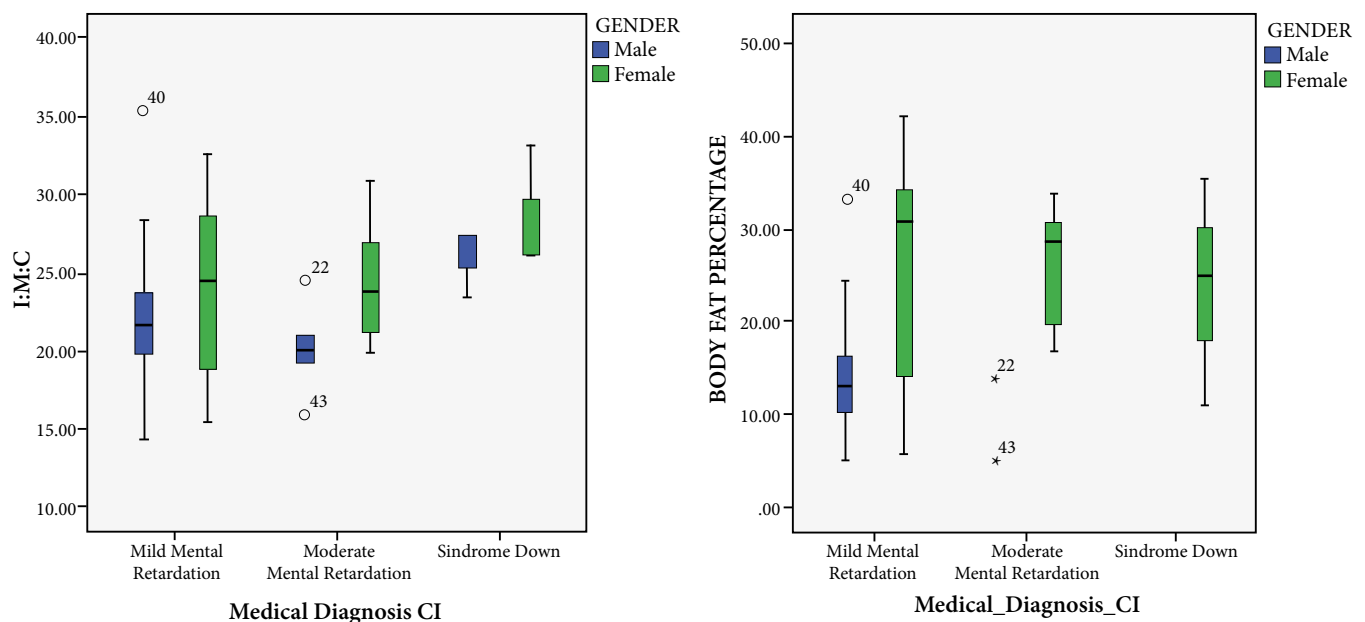 GENDER
Male
Female
40.00
35.00
30.00
25.00
20.00
15.00
10.00
I:M:C
40
22
43
Mild Mental
Retardation
Moderate
Mental Retardation
Sindrome Down
Medical Diagnosis CI
GENDER
Male
Female
50.00
40.00
30.00
20.00
10.00
.00
BODY FAT PERCENTAGE
40
22
43
Mild Mental
Retardation
Moderate
Mental Retardation
Sindrome Down
Medical_Diagnosis_CI